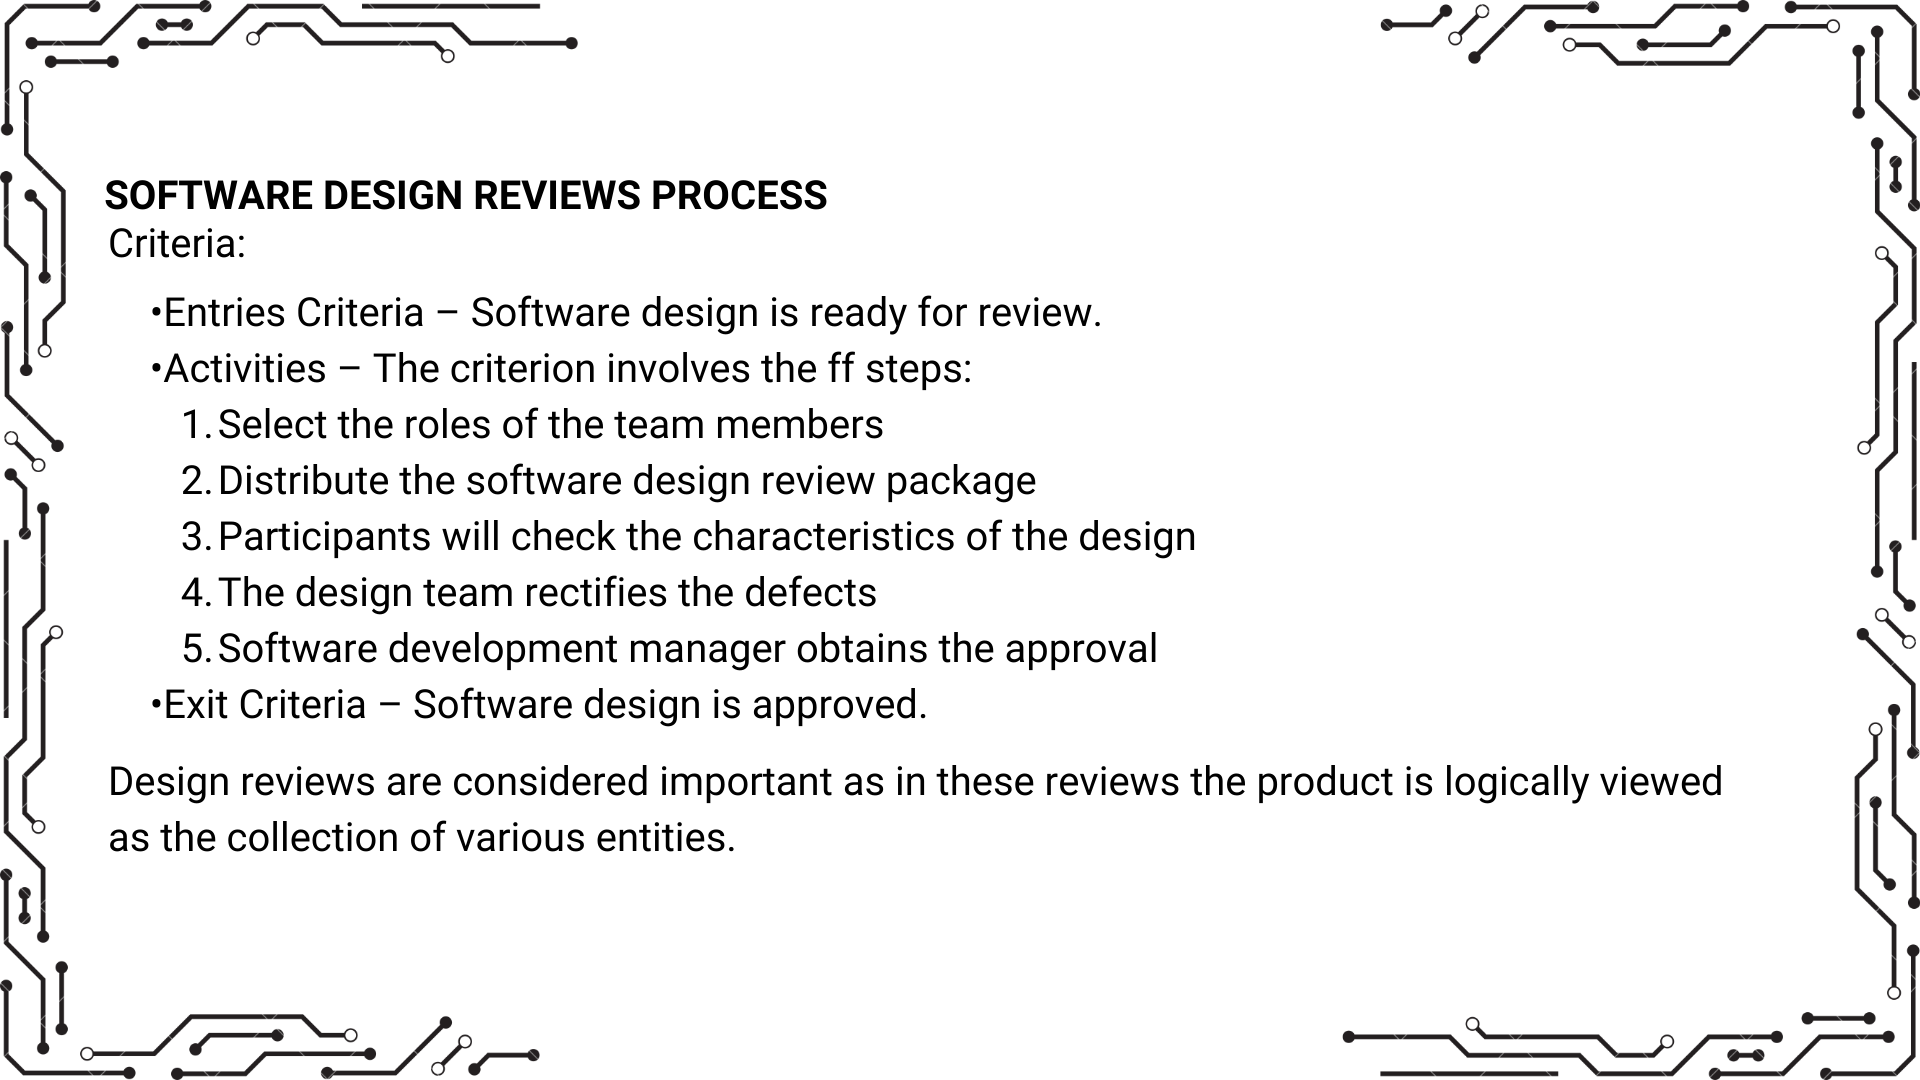 SOFTWARE DESIGN REVIEWS PROCESS
Criteria:
•Entries Criteria – Software design is ready for review.
•Activities – The criterion involves the ff steps:
1. Select the roles of the team members
2. Distribute the software design review package
3. Participants will check the characteristics of the design
4. The design team rectifies the defects
5. Software development manager obtains the approval
•Exit Criteria – Software design is approved.
Design reviews are considered important as in these reviews the product is logically viewed
as the collection of various entities.